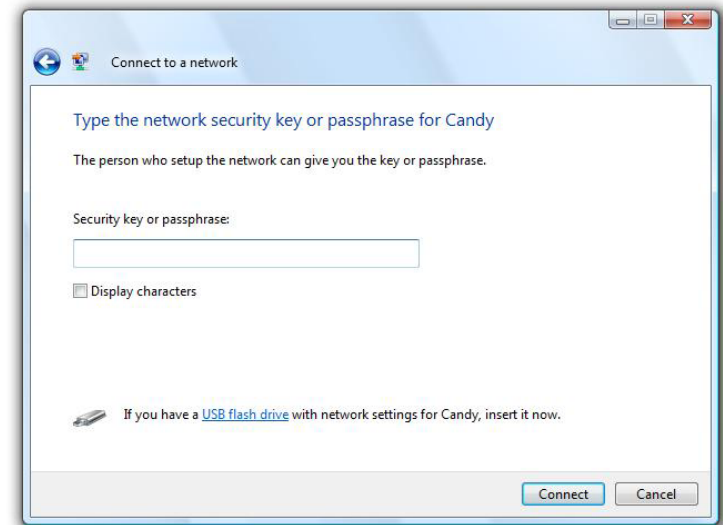 Connect to a network
Type the network security key or passphrase for Candy
The person who setup the network can give you the key or passphrase.
Security key or passphrase:
Display characters
If you have a USB flash drive with network settings for Candy, insert it now.
Connect Cancel